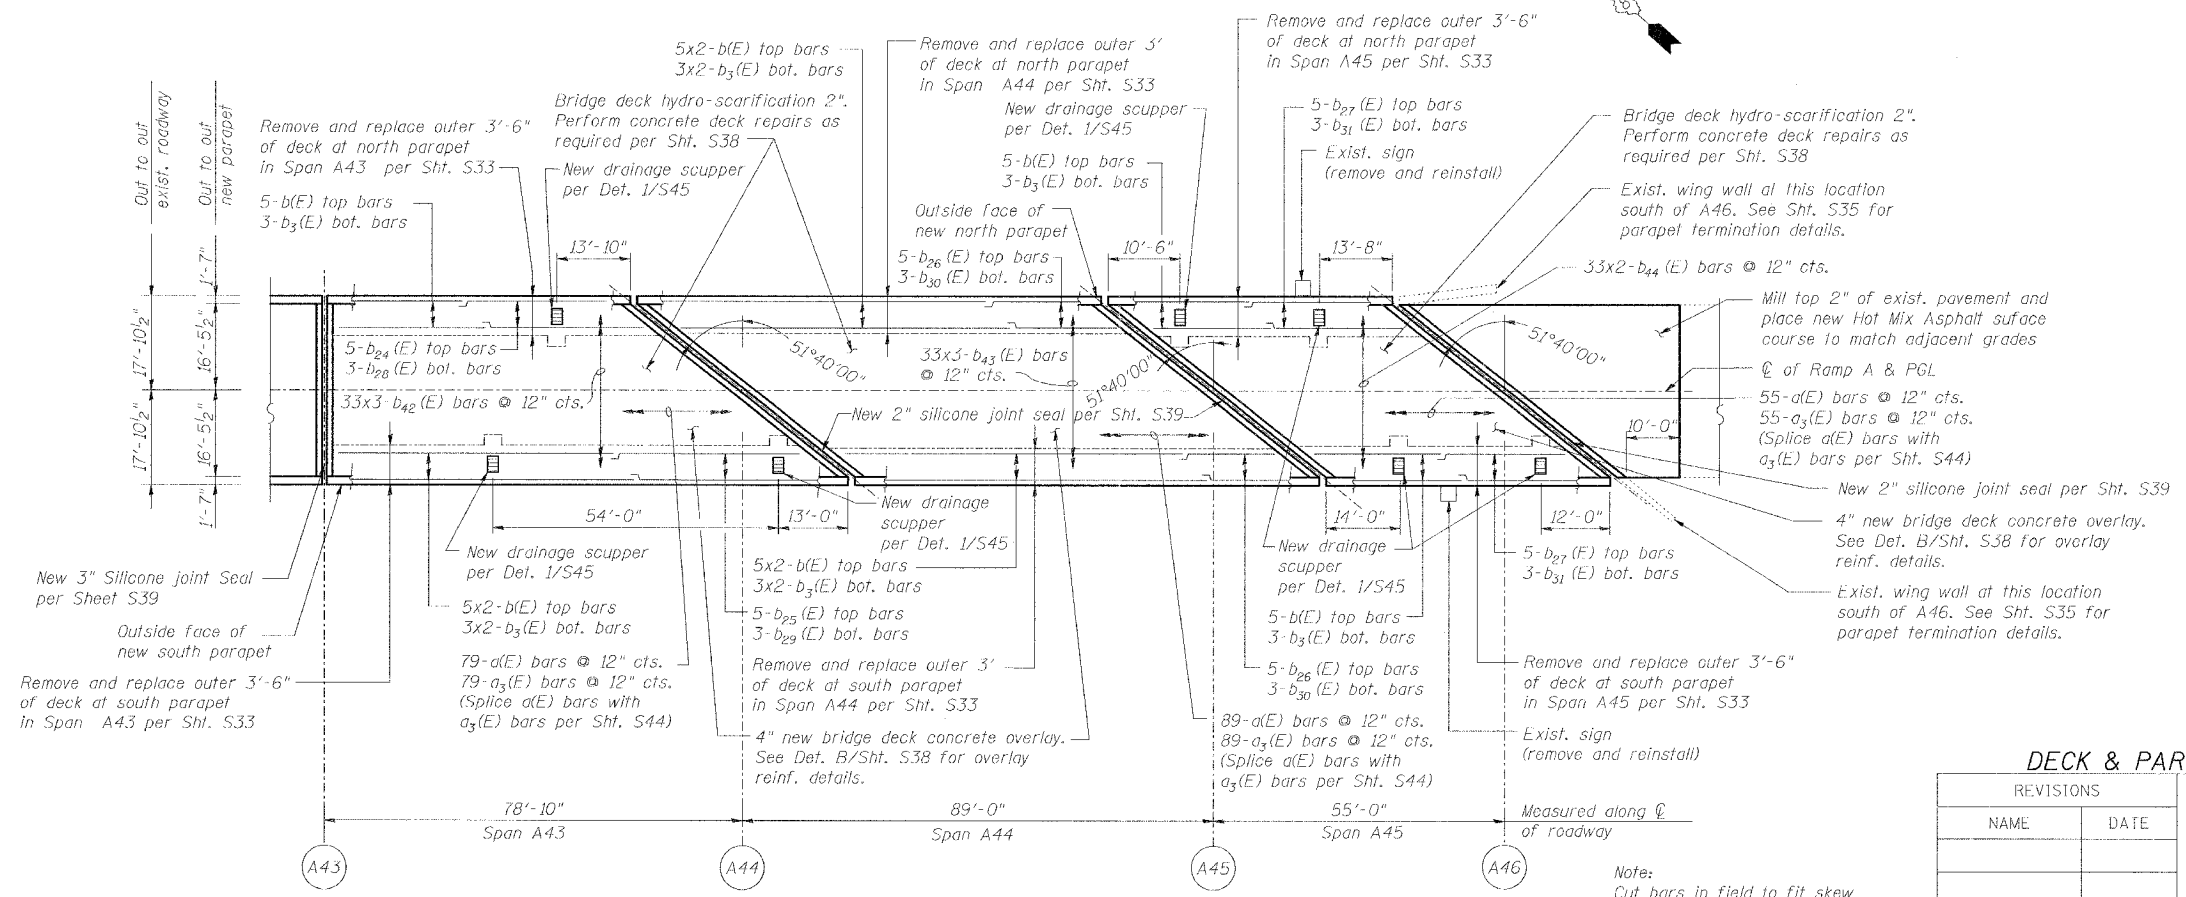 Remove and replace outer 3'-6"
of deck at north parapet
in Span A45 per Sht. S33
5x2-b(E) top bars
3x2-b3(E) bot. bars
Remove and replace outer 3'
of deck at north parapet
in Span A44 per Sht. S33
Out to out
exist. roadway
Out to out
new parapet
Remove and replace outer 3'-6"
of deck at north parapet
in Span A43 per Sht. S33
Bridge deck hydro-scarification 2".
Perform concrete deck repairs as
required per Sht. S38
New drainage scupper
per Det. 1/S45
New drainage scupper
per Det. 1/S45
5-b27(E) top bars
3-b31(E) bot. bars
Bridge deck hydro-scarification 2".
Perform concrete deck repairs as
required per Sht. S38
5-b(E) top bars
3-b3(E) bot. bars
Exist. sign
(remove and reinstall)
5-b(E) top bars
3-b3(E) bot. bars
Outside face of
new north parapet
Exist. wing wall at this location
south of A46. See Sht. S35 for
parapet termination details.
13'-10"
5-b26(E) top bars
3-b30(E) bot. bars
10'-6"
13'-8"
33x2-b44(E) bars @ 12" cts.
1'-7"
17'-10½"
16'-5½"
17'-10½"
16'-5½"
1'-7"
Mill top 2" of exist. pavement and
place new Hot Mix Asphalt suface
course to match adjacent grades
5-b24(E) top bars
3-b28(E) bot. bars
51°40'00"
33x3-b43(E) bars
@ 12" cts.
51°40'00"
51°40'00"
℄ of Ramp A & PGL
33x3-b42(E) bars @ 12" cts.
New 2" silicone joint seal per Sht. S39
55-a(E) bars @ 12" cts.
55-a3(E) bars @ 12" cts.
(Splice a(E) bars with
a3(E) bars per Sht. S44)
10'-0"
New 2" silicone joint seal per Sht. S39
54'-0"
13'-0"
New drainage
scupper
per Det. 1/S45
14'-0"
12'-0"
4" new bridge deck concrete overlay.
See Det. B/Sht. S38 for overlay
reinf. details.
New 3" Silicone joint Seal
per Sheet S39
New drainage scupper
per Det. 1/S45
5x2-b(E) top bars
3x2-b3(E) bot. bars
New drainage
scupper
per Det. 1/S45
5-b27(E) top bars
3-b31(E) bot. bars
Exist. wing wall at this location
south of A46. See Sht. S35 for
parapet termination details.
Outside face of
new south parapet
5x2-b(E) top bars
3x2-b3(E) bot. bars
5-b25(E) top bars
3-b29(E) bot. bars
5-b(E) top bars
3-b3(E) bot. bars
Remove and replace outer 3'-6"
of deck at south parapet
in Span A43 per Sht. S33
79-a(E) bars @ 12" cts.
79-a3(E) bars @ 12" cts.
(Splice a(E) bars with
a3(E) bars per Sht. S44)
Remove and replace outer 3'
of deck at south parapet
in Span A44 per Sht. S33
5-b26(E) top bars
3-b30(E) bot. bars
Remove and replace outer 3'-6"
of deck at south parapet
in Span A45 per Sht. S33
4" new bridge deck concrete overlay.
See Det. B/Sht. S38 for overlay
reinf. details.
89-a(E) bars @ 12" cts.
89-a3(E) bars @ 12" cts.
(Splice a(E) bars with
a3(E) bars per Sht. S44)
Exist. sign
(remove and reinstall)
78'-10"
Span A43
89'-0"
Span A44
55'-0"
Span A45
Measured along ℄
of roadway
A43
A44
A45
A46
Note:
Cut bars in field to fit skew
DECK & PAR
REVISIONS
NAME
DATE